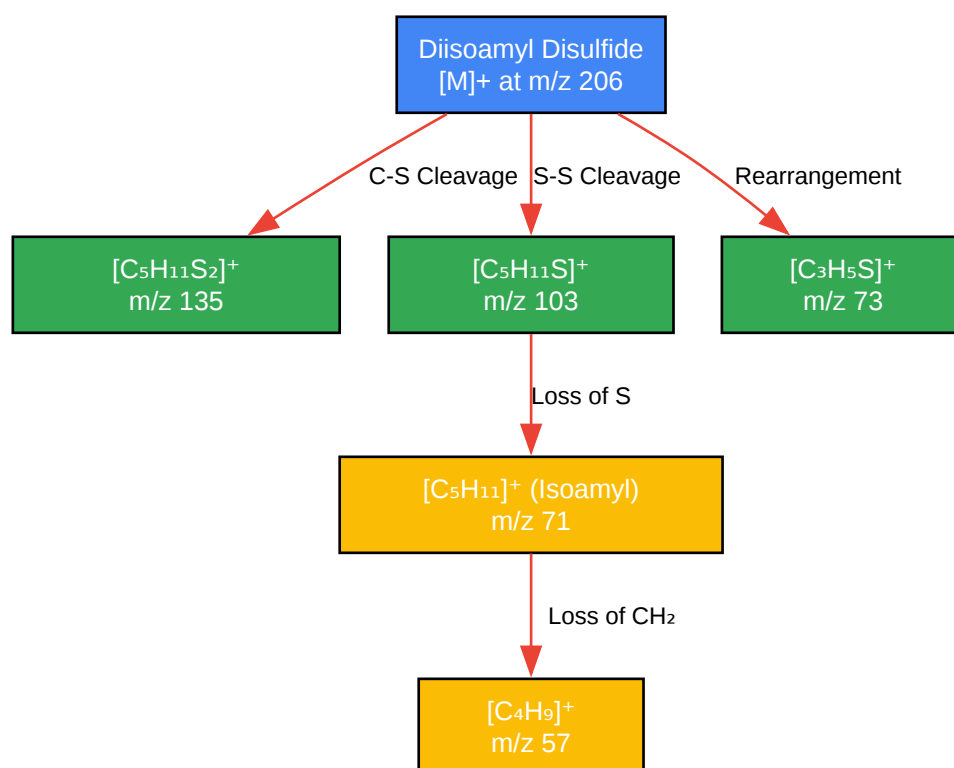 Diisoamyl Disulfide
[M]+ at m/z 206
C-S Cleavage
S-S Cleavage
Rearrangement
[C₅H₁₁S₂]⁺
m/z 135
[C₅H₁₁S]⁺
m/z 103
[C₃H₅S]⁺
m/z 73
Loss of S
[C₅H₁₁]⁺ (Isoamyl)
m/z 71
Loss of CH₂
[C₄H₉]⁺
m/z 57